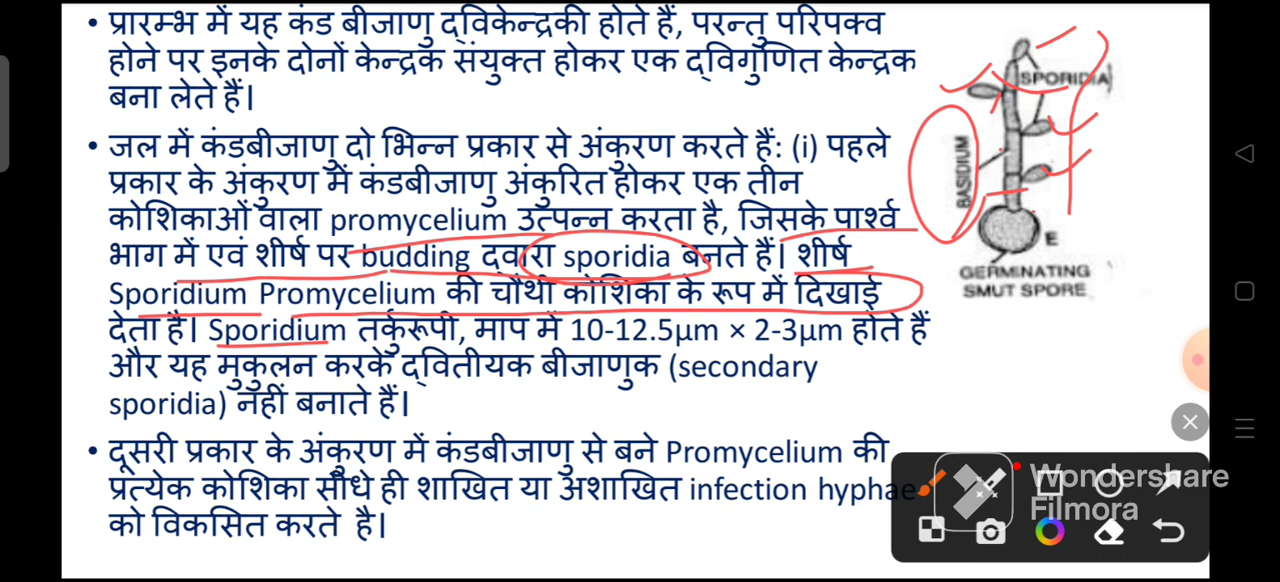 • प्रारम्भ में यह कंड बीजाणु द्विकेन्द्रकी होते हैं, परन्तु परिपक्व
होने पर इनके दोनों केन्द्रक संयुक्त होकर एक द्विगुणित केन्द्रक
बना लेते हैं।
• जल में कंडबीजाणु दो भिन्न प्रकार से अंकुरण करते हैं: (i) पहले
प्रकार के अंकुरण में कंडबीजाणु अंकुरित होकर एक तीन
कोशिकाओं वाला promycelium उत्पन्न करता है, जिसके पार्श्व
भाग में एवं शीर्ष पर budding द्वारा sporidia बनते हैं। शीर्ष
Sporidium Promycelium की चौथी कोशिका के रूप में दिखाई
देता है। Sporidium तर्कुरूपी, माप में 10-12.5µm × 2-3µm होते हैं
और यह मुकुलन करके द्वितीयक बीजाणुक (secondary
sporidia) नहीं बनाते हैं।
• दूसरी प्रकार के अंकुरण में कंडबीजाणु से बने Promycelium की
प्रत्येक कोशिका सीधे ही शाखित या अशाखित infection hyphae
को विकसित करते है।
SPORIDIA
BASIDIUM
E
GERMINATING
SMUT SPORE
Wondershare
Filmora